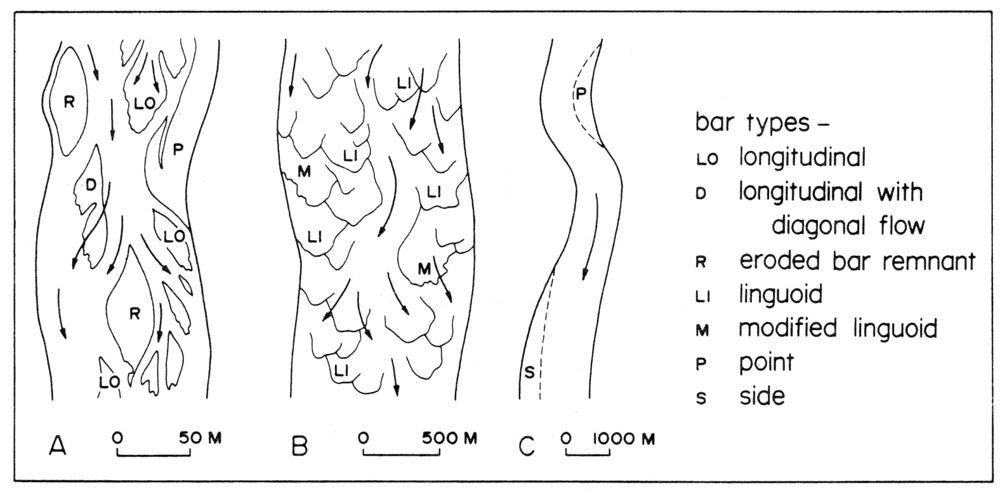 R
LO
P
D
LO
R
LO
A
0 50 M
LI
LI
M
LI
LI
M
LI
B
0 500 M
P
S
C
0 1000 M
bar types –
LO longitudinal
D longitudinal with
diagonal flow
R eroded bar remnant
LI linguoid
M modified linguoid
P point
S side